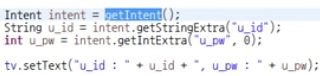 Intent intent = getIntent();
String u_id = intent.getStringExtra("u_id");
int u_pw = intent.getIntExtra("u_pw", 0);
tv.setText("u_id : " + u_id + ", u_pw : " + u_pw);